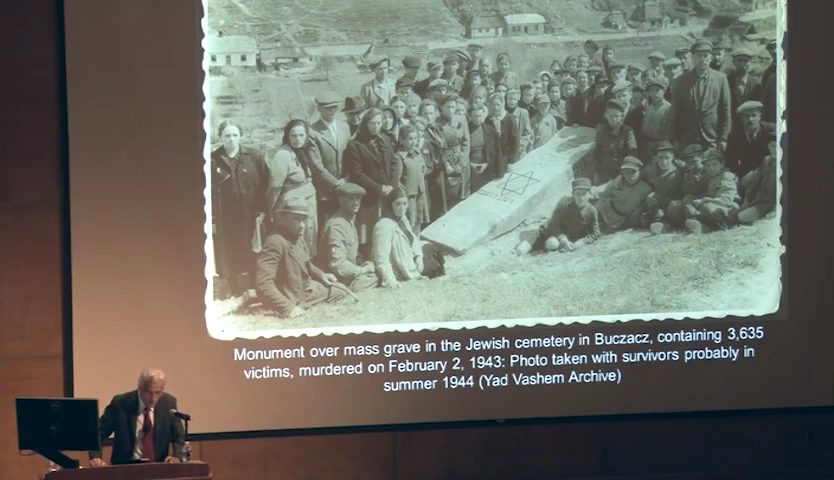 Monument over mass grave in the Jewish cemetery in Buczacz, containing 3,635
victims, murdered on February 2, 1943: Photo taken with survivors probably in
summer 1944 (Yad Vashem Archive)